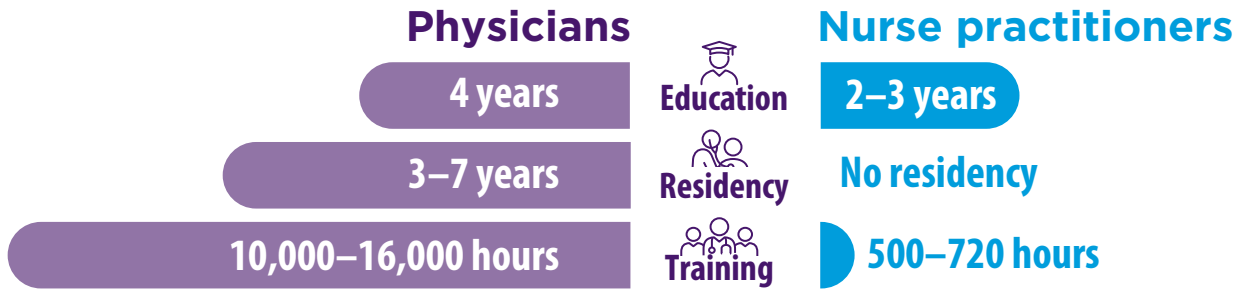 Physicians Nurse practitioners
4 years Education 2–3 years
3–7 years Residency No residency
10,000–16,000 hours Training 500–720 hours